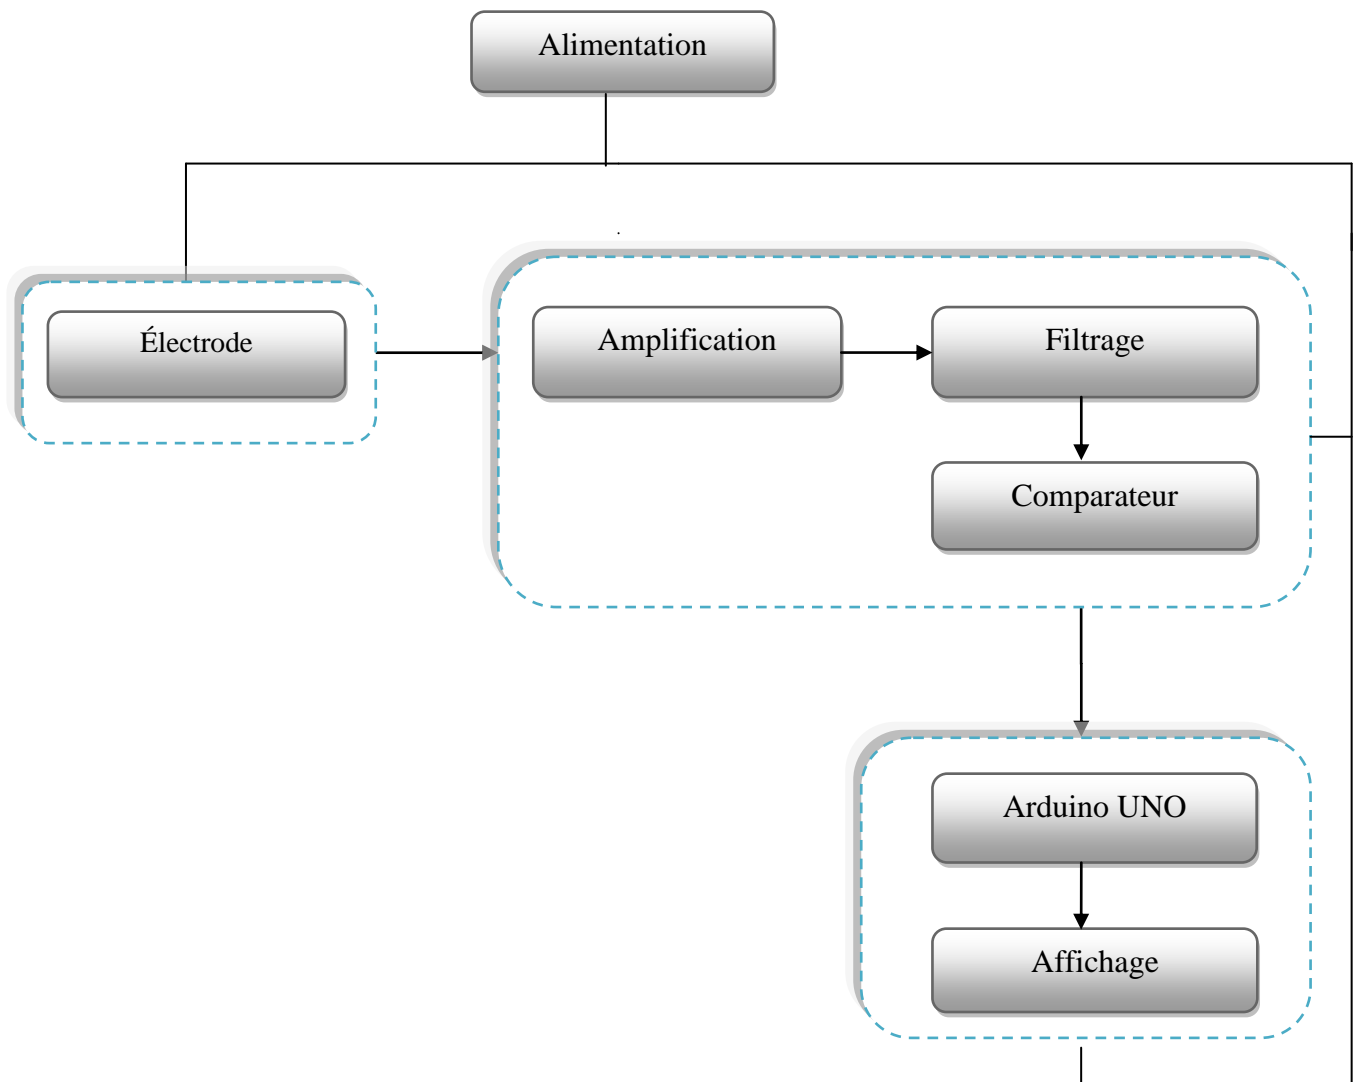 Alimentation
Électrode
Amplification
Filtrage
Comparateur
Arduino UNO
Affichage